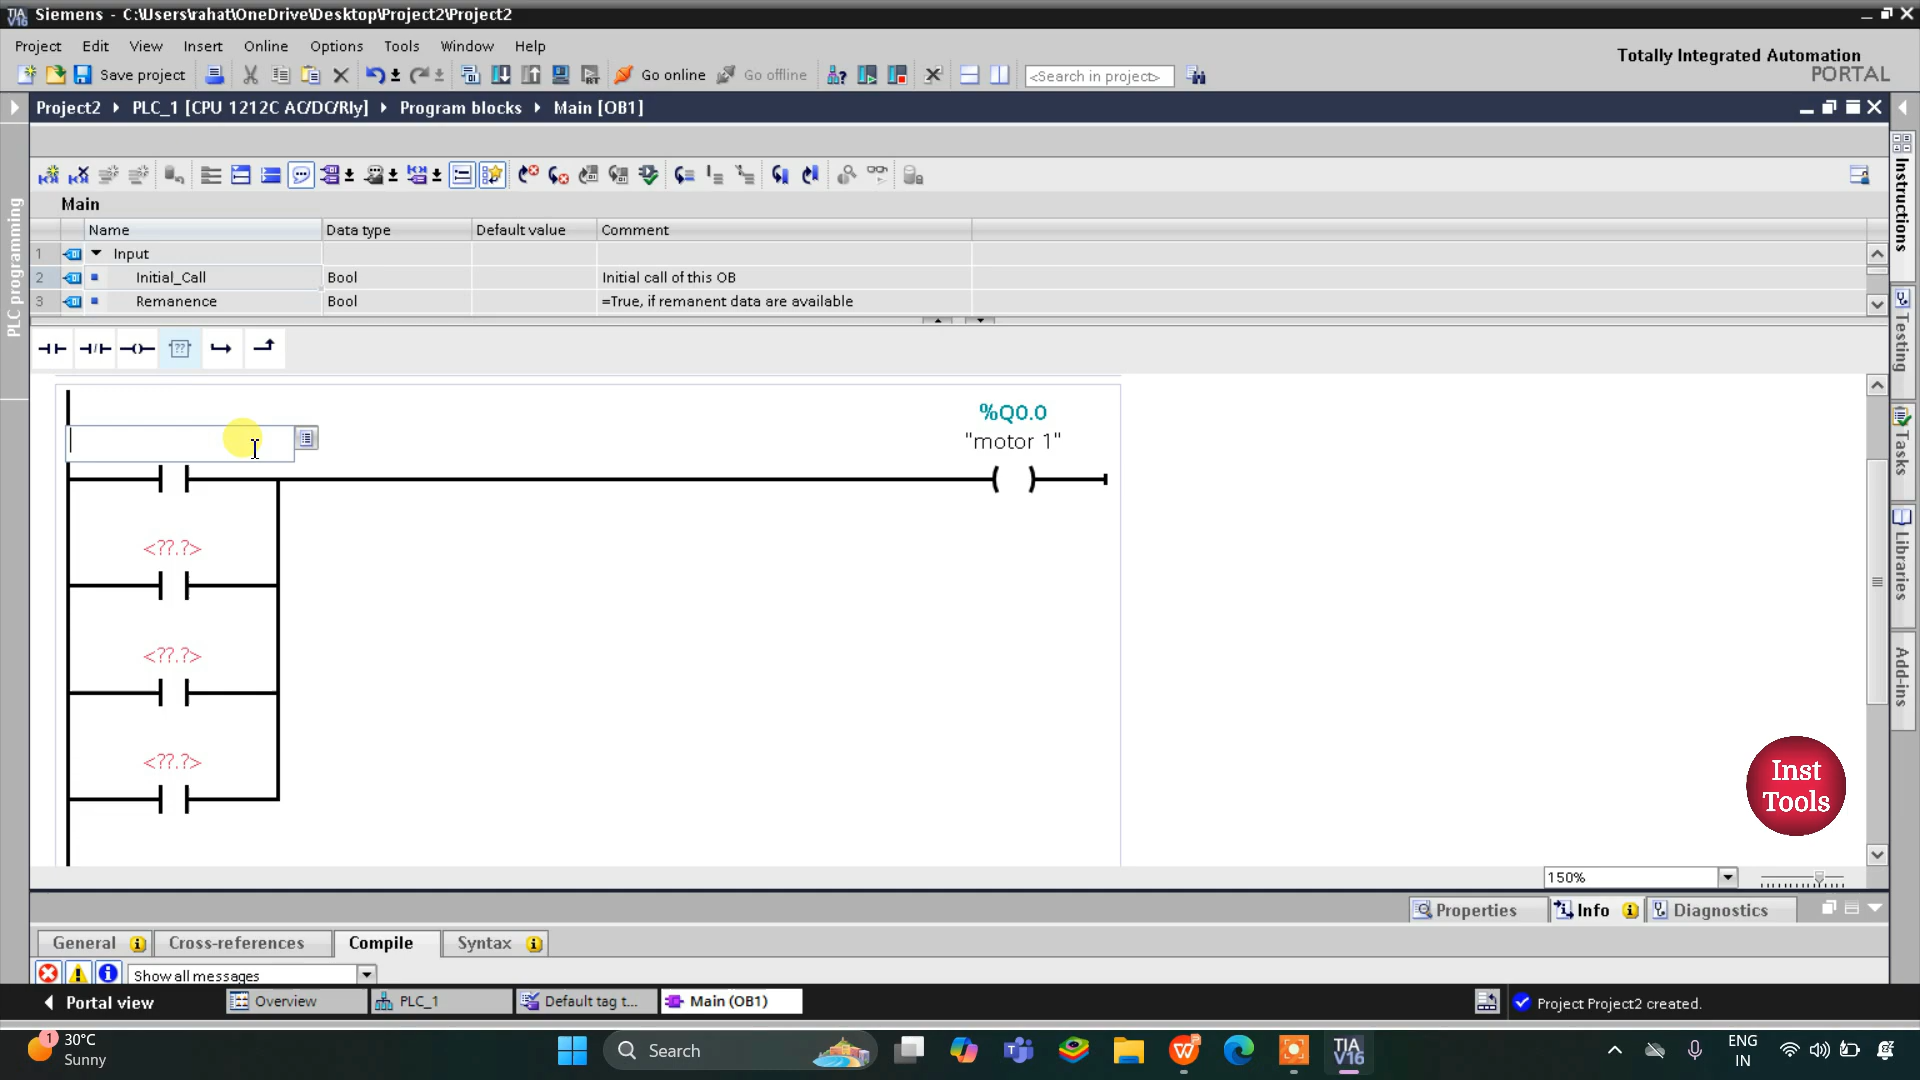 TIA V16 Siemens - C:\Users\rahat\OneDrive\Desktop\Project2\Project2
Project Edit View Insert Online Options Tools Window Help
Totally Integrated Automation
PORTAL
Save project
Go online
Go offline
<Search in project>
Project2 ▸ PLC_1 [CPU 1212C AC/DC/Rly] ▸ Program blocks ▸ Main [OB1]
PLC programming
Instructions
Testing
Tasks
Libraries
Add-ins
Main
Name Data type Default value Comment
1 Input
2 Initial_Call Bool Initial call of this OB
3 Remanence Bool =True, if remanent data are available
??
%Q0.0
"motor 1"
<??.?>
<??.?>
<??.?>
Inst
Tools
150%
Properties Info Diagnostics
General Cross-references Compile Syntax
Show all messages
Portal view Overview PLC_1 Default tag t... Main (OB1)
Project Project2 created.
1 30°C
Sunny
Search
TIA
V16
ENG
IN